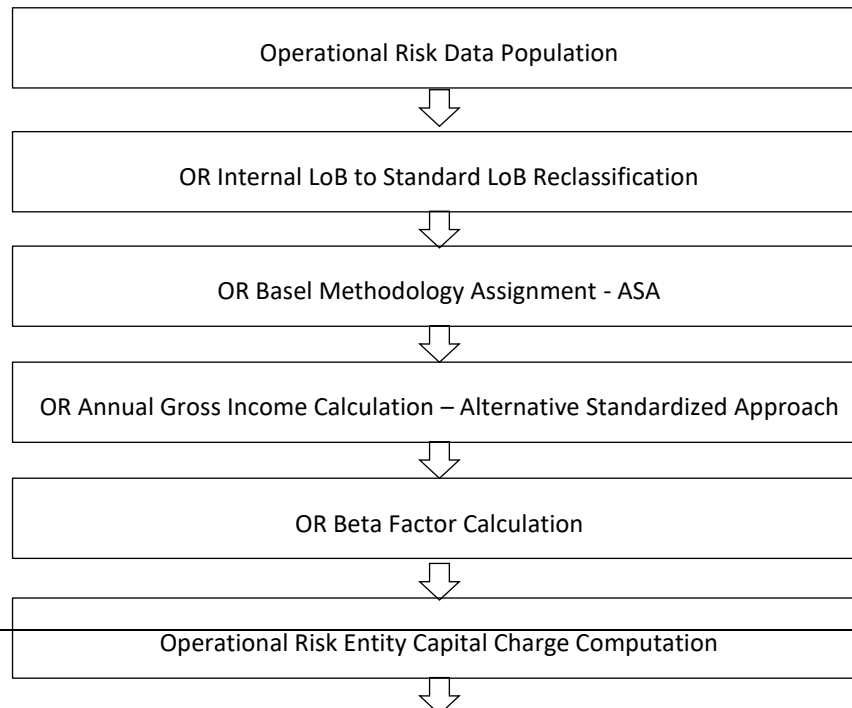 Operational Risk Data Population
OR Internal LoB to Standard LoB Reclassification
OR Basel Methodology Assignment - ASA
OR Annual Gross Income Calculation – Alternative Standardized Approach
OR Beta Factor Calculation
Operational Risk Entity Capital Charge Computation